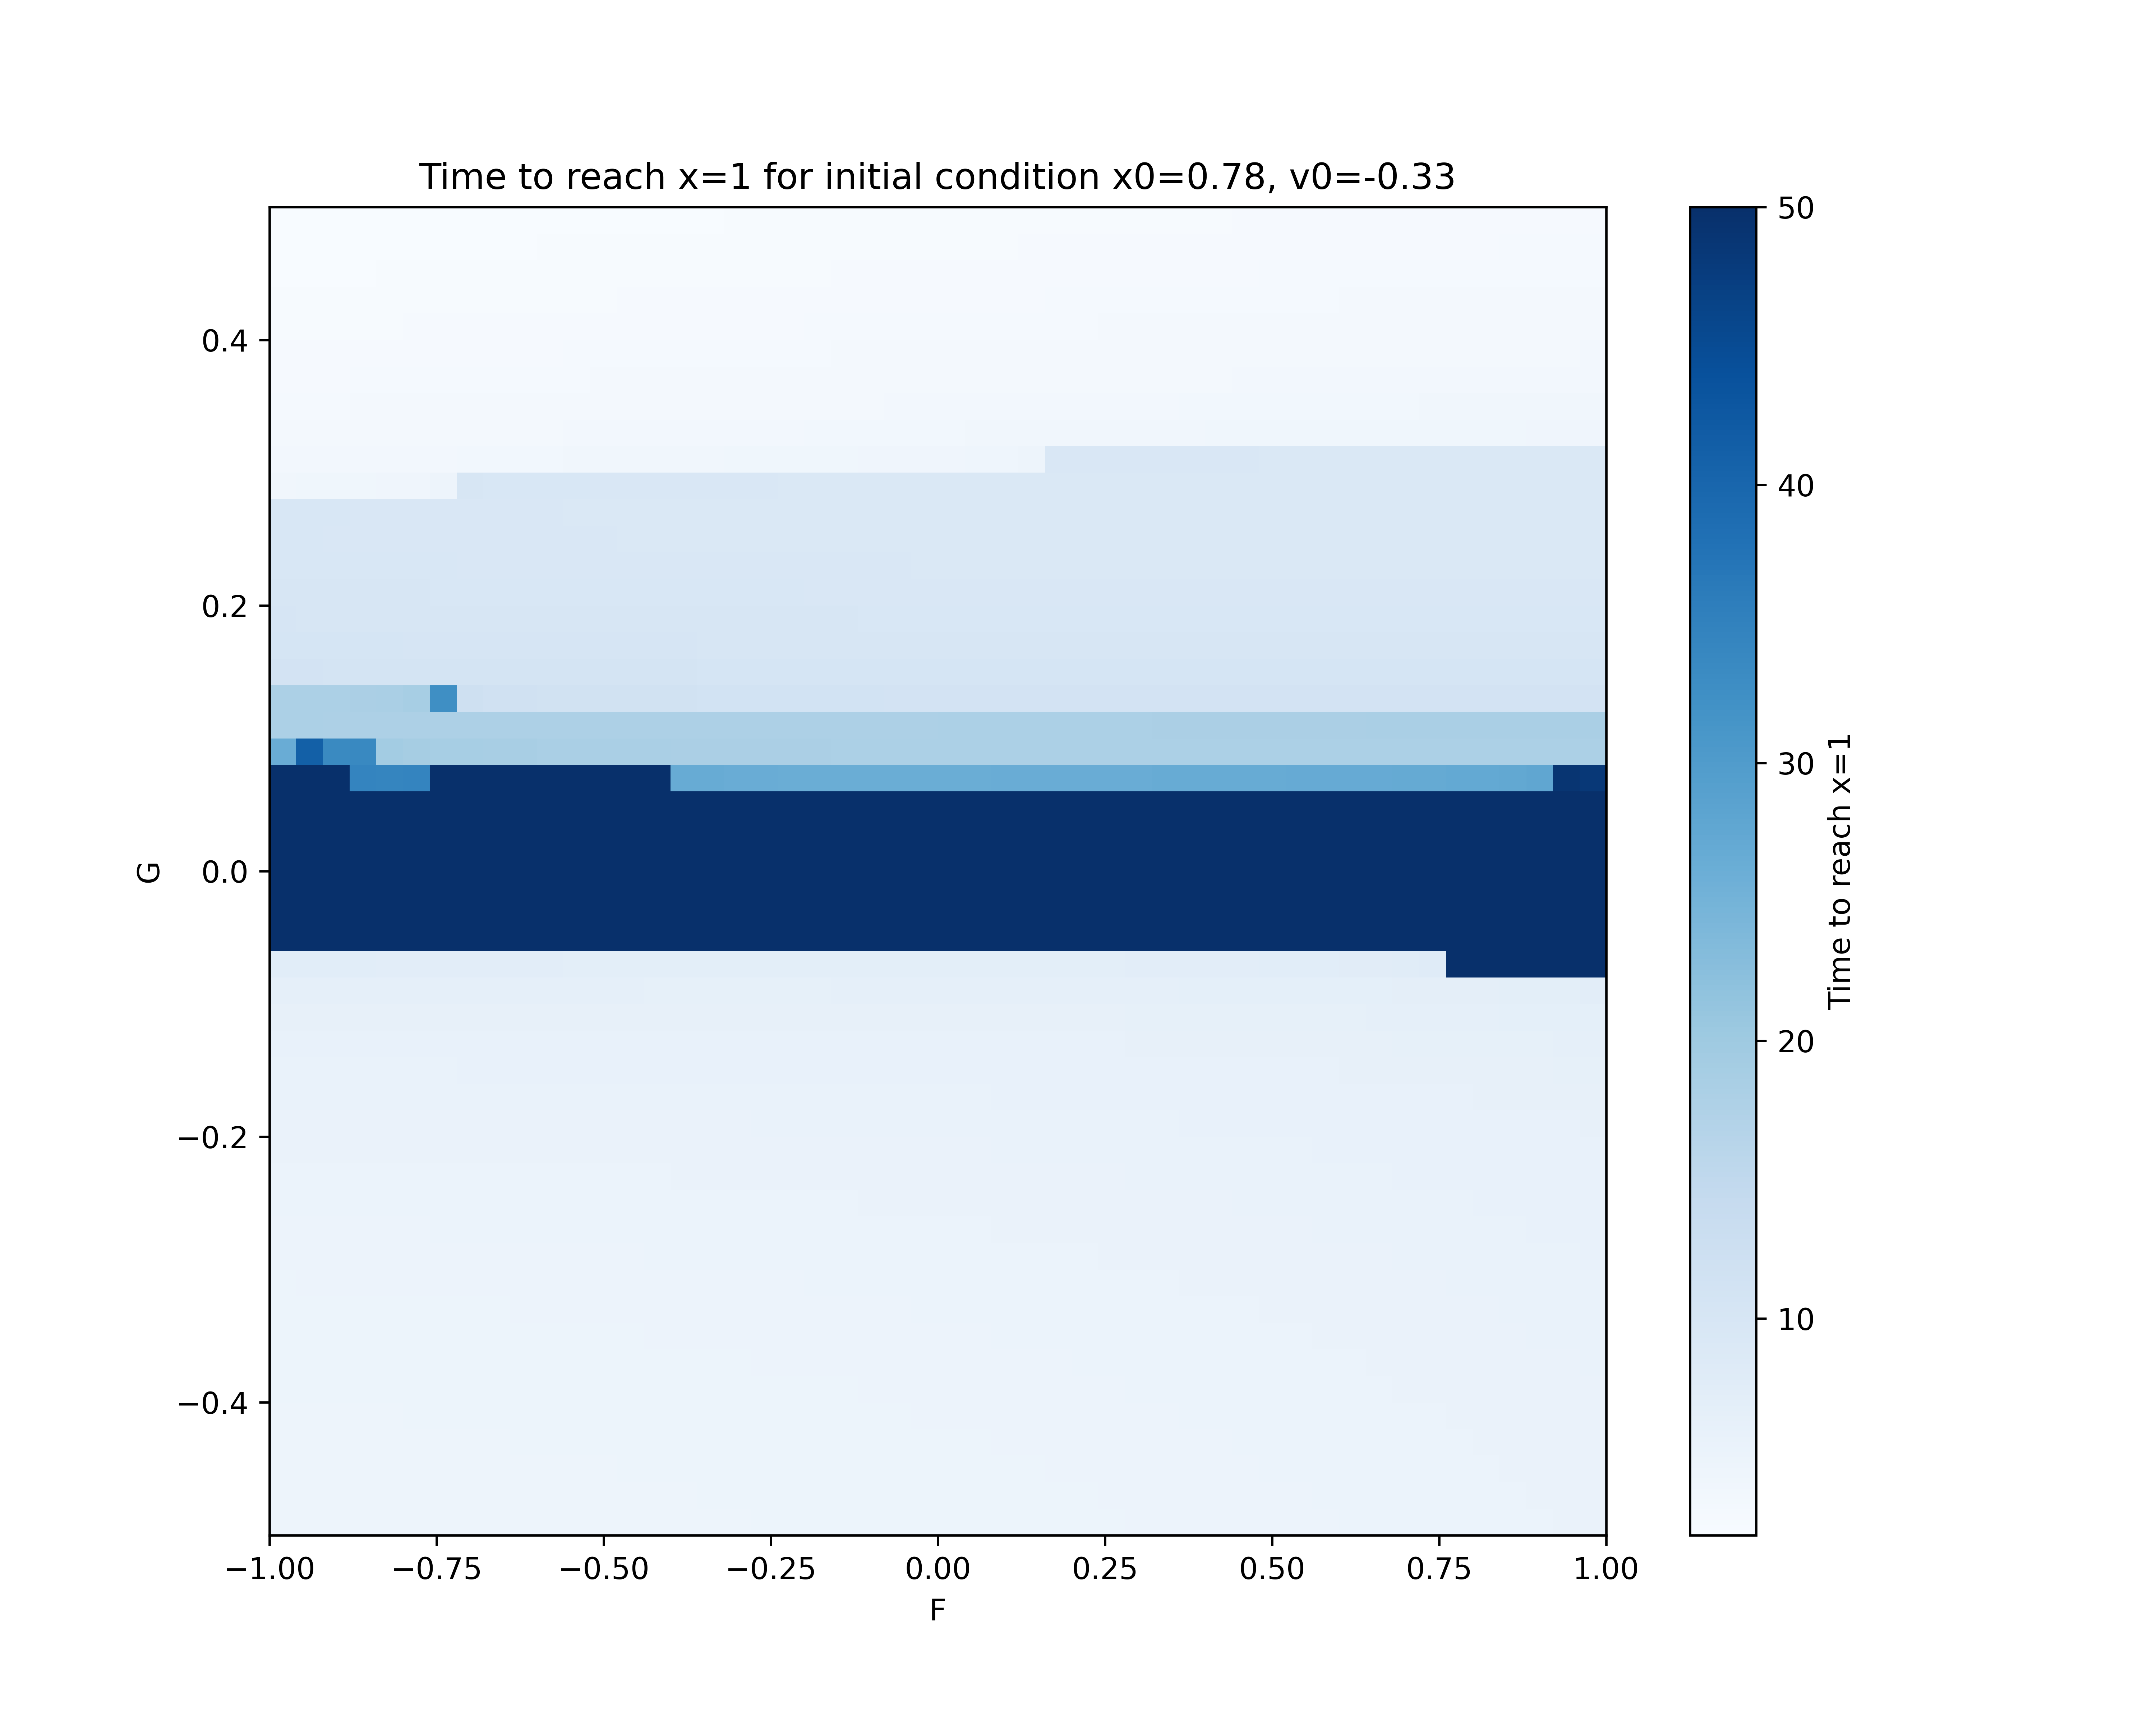 Time to reach x=1 for initial condition x0=0.78, v0=-0.33
G
0.4
0.2
0.0
−0.2
−0.4
−1.00 −0.75 −0.50 −0.25 0.00 0.25 0.50 0.75 1.00
F
50
40
30
20
10
Time to reach x=1